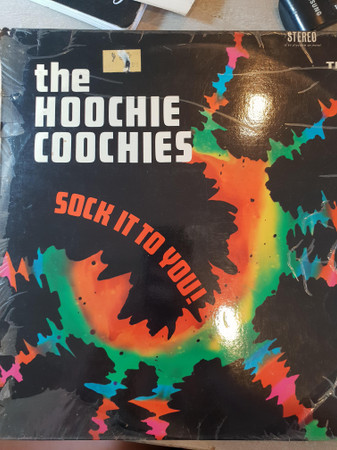 STEREO
the
HOOCHIE
COOCHIES
SOCK IT TO YOU!